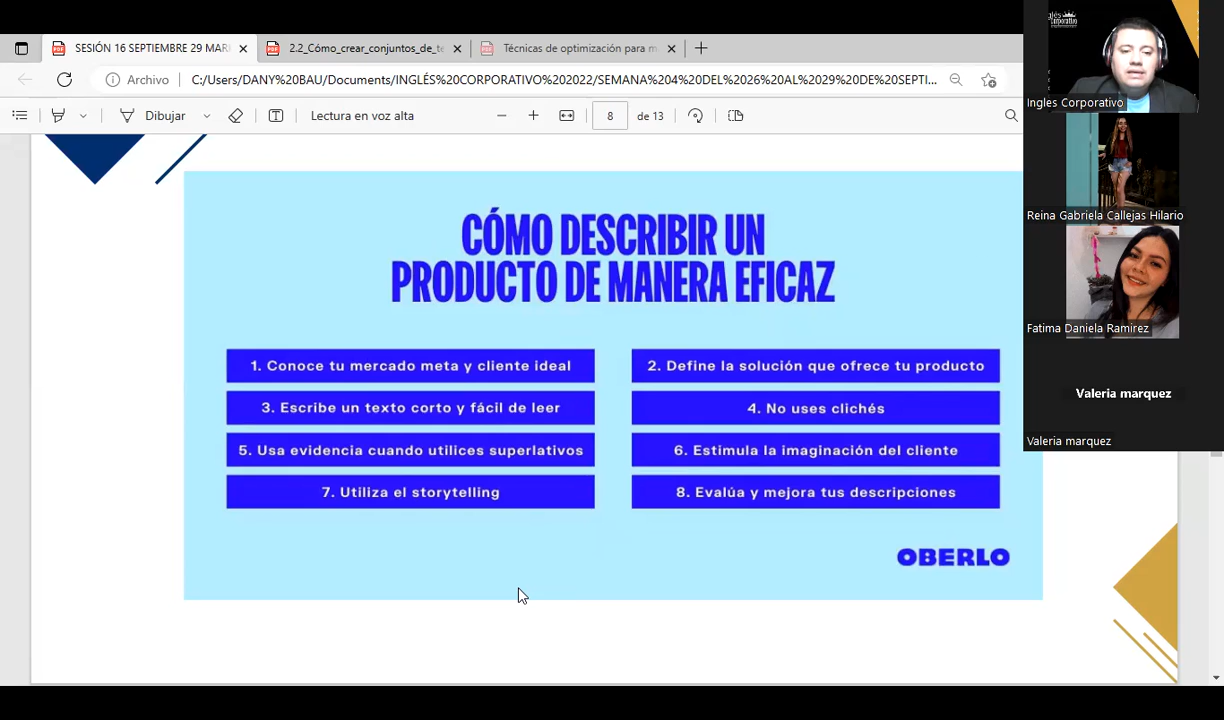 SESIÓN 16 SEPTIEMBRE 29 MAR
2.2_Cómo_crear_conjuntos_de_te
Técnicas de optimización para m
Archivo
C:/Users/DANY%20BAU/Documents/INGLÉS%20CORPORATIVO%202022/SEMANA%204%20DEL%2026%20AL%2029%20DE%20SEPTI...
Dibujar
Lectura en voz alta
8
de 13
CÓMO DESCRIBIR UN
PRODUCTO DE MANERA EFICAZ
1. Conoce tu mercado meta y cliente ideal
2. Define la solución que ofrece tu producto
3. Escribe un texto corto y fácil de leer
4. No uses clichés
5. Usa evidencia cuando utilices superlativos
6. Estimula la imaginación del cliente
7. Utiliza el storytelling
8. Evalúa y mejora tus descripciones
OBERLO
Ingles Corporativo
Reina Gabriela Callejas Hilario
Fatima Daniela Ramirez
Valeria marquez
Valeria marquez